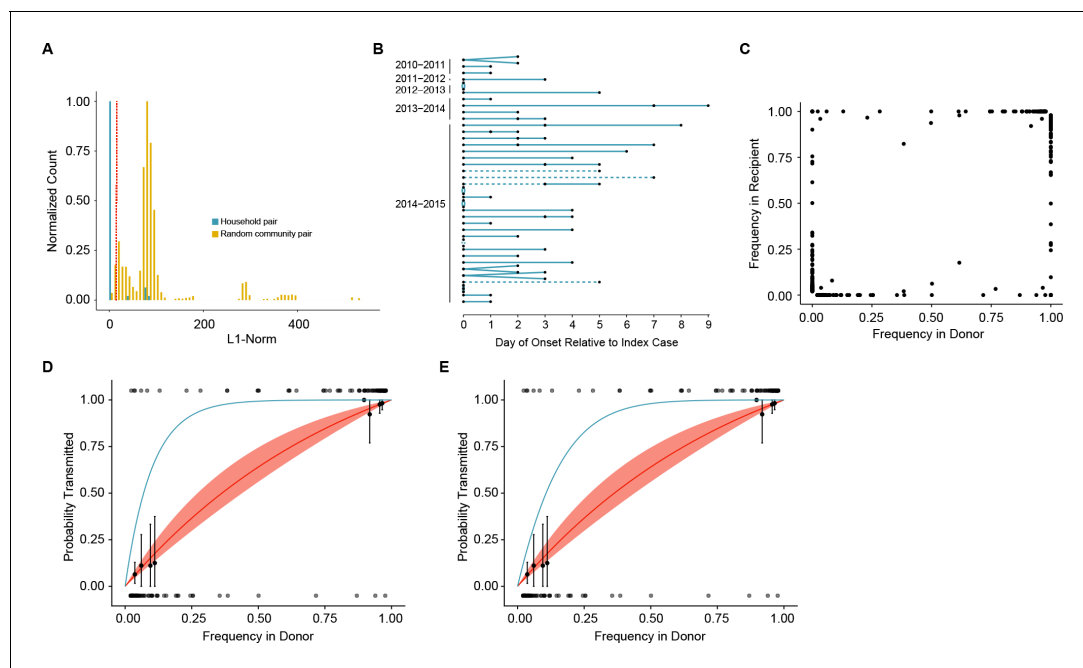 A
B
C
1.00
0.75
0.50
0.25
0.00
Normalized Count
Household pair
Random community pair
0
200
400
L1-Norm
2010−2011
2011−2012
2012−2013
2013−2014
2014−2015
0 1 2 3 4 5 6 7 8 9
Day of Onset Relative to Index Case
1.00
0.75
0.50
0.25
0.00
Frequency in Recipient
0.00 0.25 0.50 0.75 1.00
Frequency in Donor
D
E
1.00
0.75
0.50
0.25
0.00
Probability Transmitted
0.00 0.25 0.50 0.75 1.00
Frequency in Donor
1.00
0.75
0.50
0.25
0.00
Probability Transmitted
0.00 0.25 0.50 0.75 1.00
Frequency in Donor